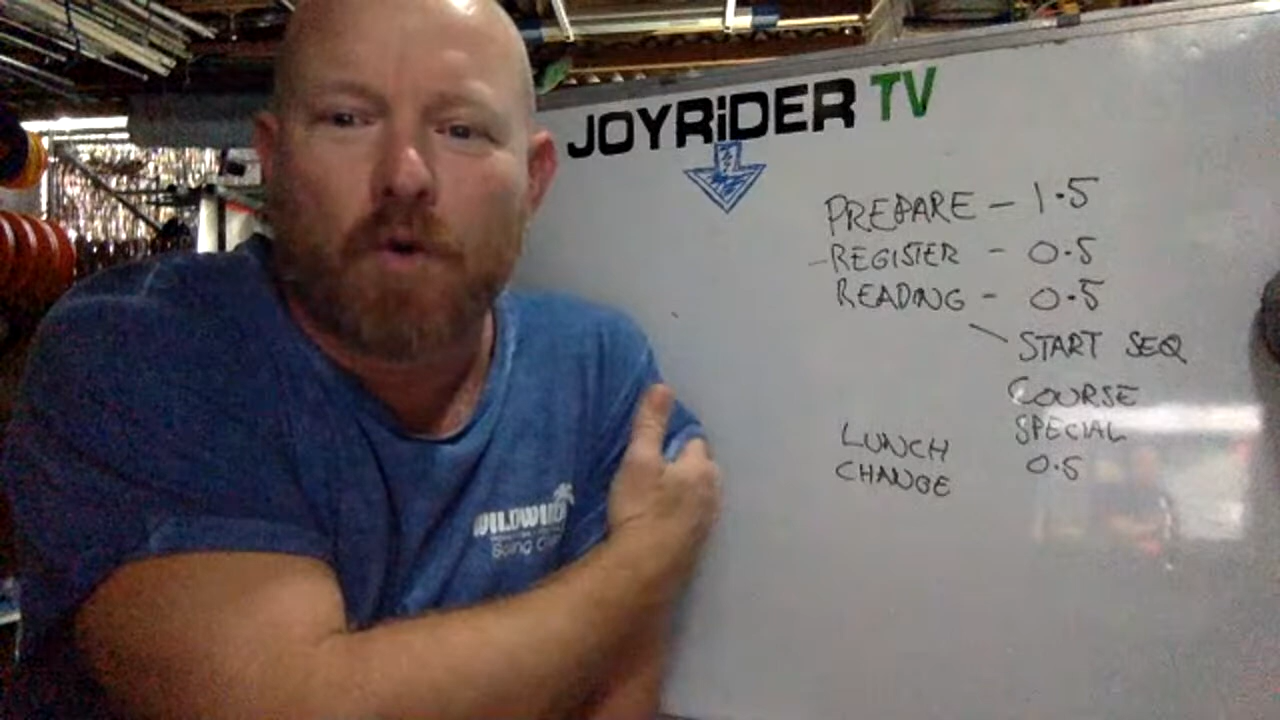 JOYRiDER TV
PREPARE - 1.5
-REGISTER - 0.5
READING - 0.5
START SEQ
COURSE
SPECIAL
LUNCH
CHANGE 0.5